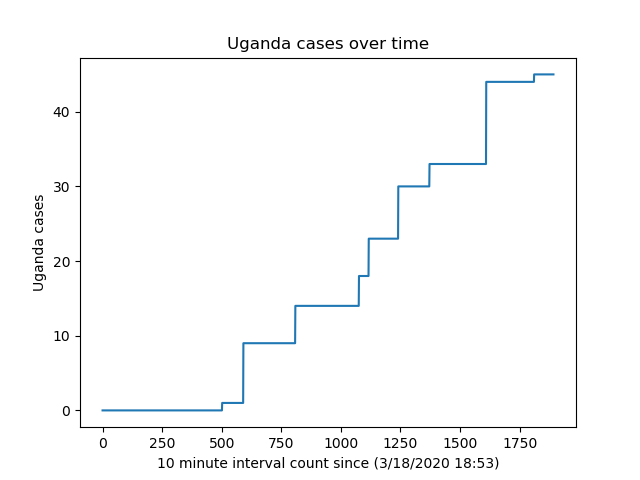 Uganda cases over time
40
30
20
10
0
Uganda cases
0 250 500 750 1000 1250 1500 1750
10 minute interval count since (3/18/2020 18:53)